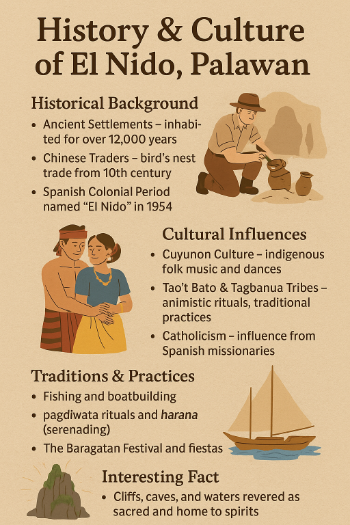 History & Culture
of El Nido, Palawan
Historical Background
• Ancient Settlements – inhabi-
ted for over 12,000 years
• Chinese Traders – bird's nest
trade from 10th century
• Spanish Colonial Period
named "El Nido" in 1954
Cultural Influences
• Cuyunon Culture – indigenous
folk music and dances
• Tao't Bato & Tagbanua Tribes –
animistic rituals, traditional
practices
• Catholicism – influence from
Spanish missionaries
Traditions & Practices
• Fishing and boatbuilding
• pagdiwata rituals and harana
(serenading)
• The Baragatan Festival and fiestas
Interesting Fact
• Cliffs, caves, and waters revered as
sacred and home to spirits